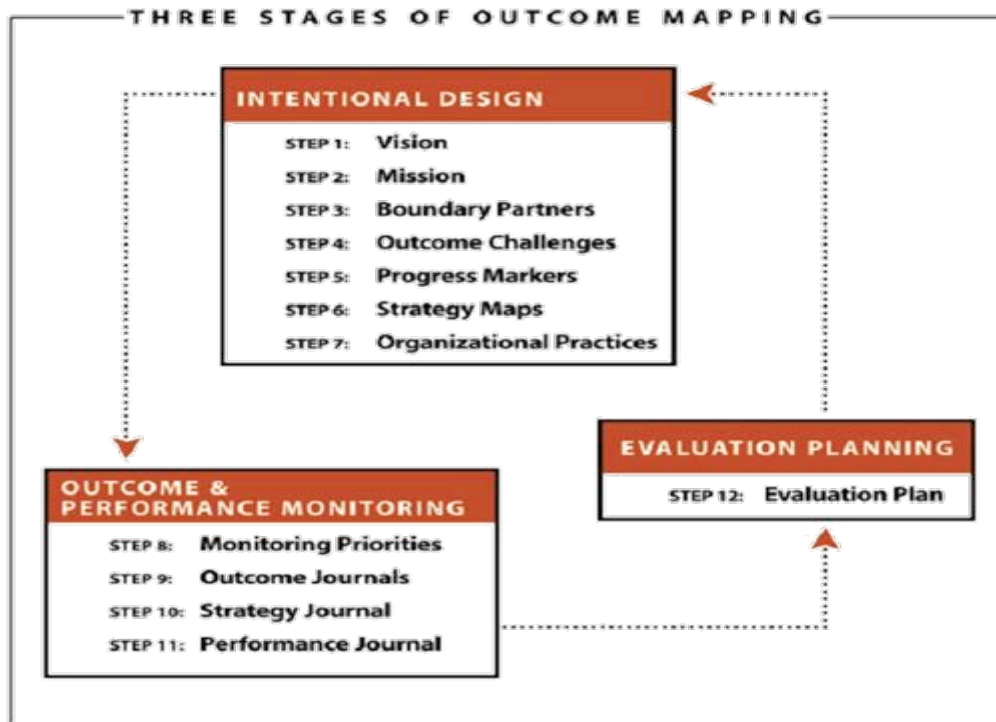 THREE STAGES OF OUTCOME MAPPING
INTENTIONAL DESIGN
STEP 1: Vision
STEP 2: Mission
STEP 3: Boundary Partners
STEP 4: Outcome Challenges
STEP 5: Progress Markers
STEP 6: Strategy Maps
STEP 7: Organizational Practices
OUTCOME &
PERFORMANCE MONITORING
STEP 8: Monitoring Priorities
STEP 9: Outcome Journals
STEP 10: Strategy Journal
STEP 11: Performance Journal
EVALUATION PLANNING
STEP 12: Evaluation Plan